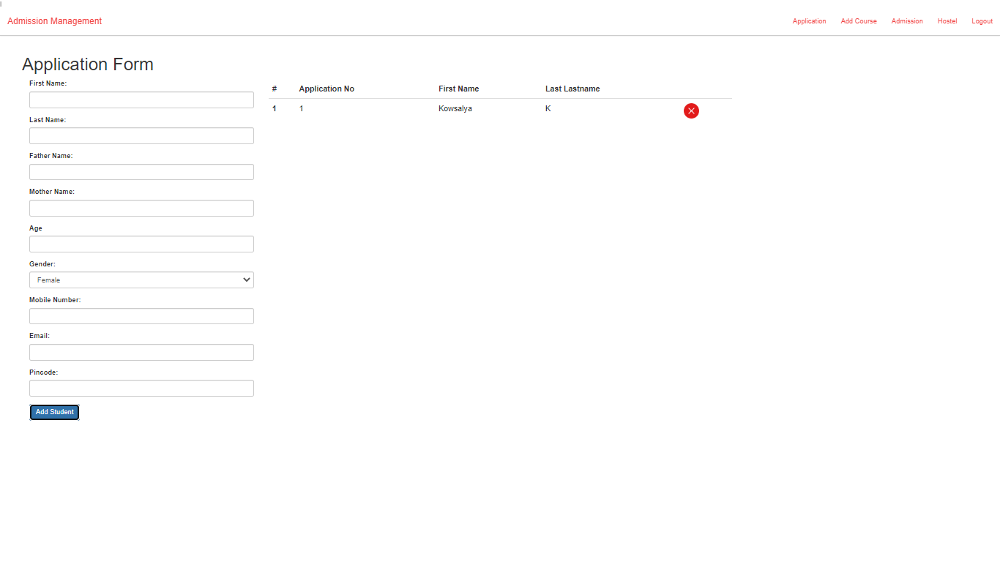 Admission Management
Application Add Course Admission Hostel Logout
Application Form
First Name:
Last Name:
Father Name:
Mother Name:
Age
Gender:
Female
Mobile Number:
Email:
Pincode:
Add Student
# Application No First Name Last Lastname
1 1 Kowsalya K